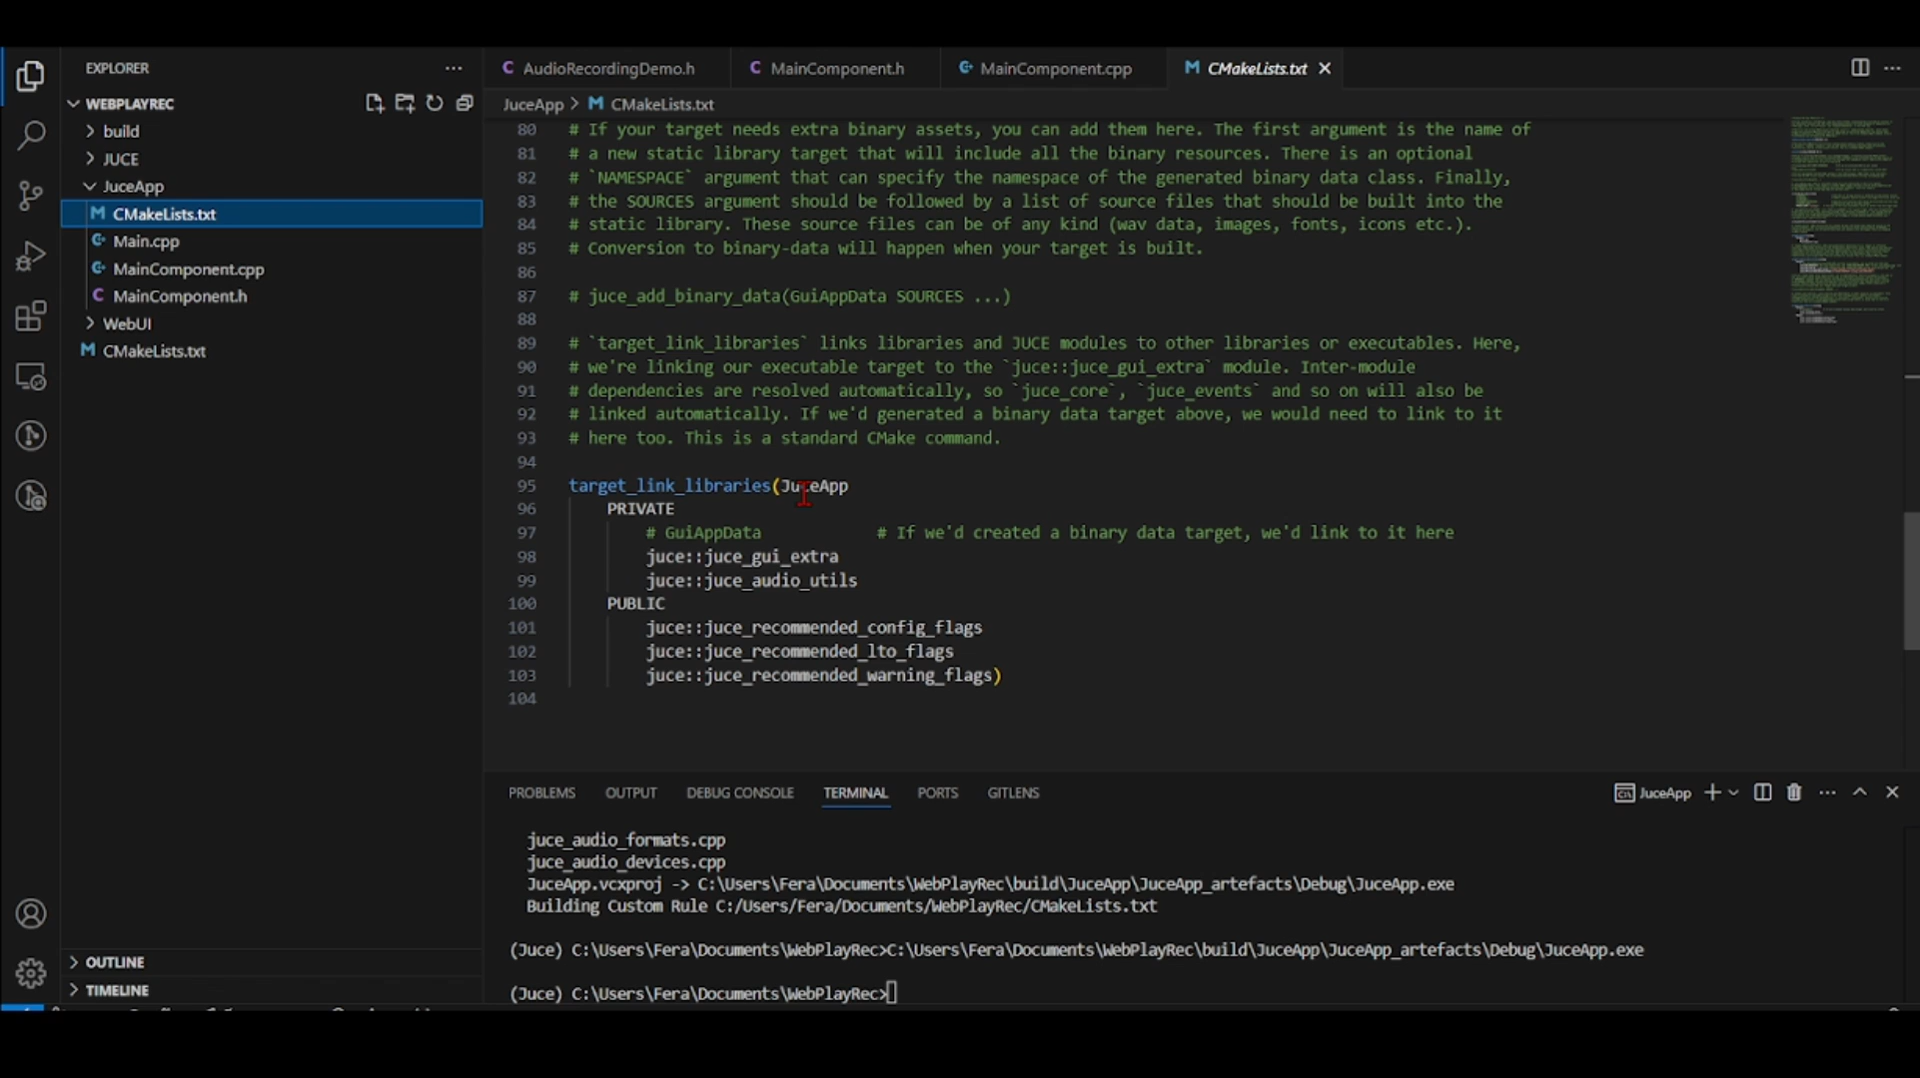 EXPLORER
WEBPLAYREC
build
JUCE
JuceApp
CMakeLists.txt
Main.cpp
MainComponent.cpp
MainComponent.h
WebUI
CMakeLists.txt
OUTLINE
TIMELINE
AudioRecordingDemo.h
MainComponent.h
MainComponent.cpp
CMakeLists.txt
JuceApp > CMakeLists.txt
80 # If your target needs extra binary assets, you can add them here. The first argument is the name of
81 # a new static library target that will include all the binary resources. There is an optional
82 # `NAMESPACE` argument that can specify the namespace of the generated binary data class. Finally,
83 # the SOURCES argument should be followed by a list of source files that should be built into the
84 # static library. These source files can be of any kind (wav data, images, fonts, icons etc.).
85 # Conversion to binary-data will happen when your target is built.
86
87 # juce_add_binary_data(GuiAppData SOURCES ...)
88
89 # `target_link_libraries` links libraries and JUCE modules to other libraries or executables. Here,
90 # we're linking our executable target to the `juce::juce_gui_extra` module. Inter-module
91 # dependencies are resolved automatically, so `juce_core`, `juce_events` and so on will also be
92 # linked automatically. If we'd generated a binary data target above, we would need to link to it
93 # here too. This is a standard CMake command.
94
95 target_link_libraries(JuceApp
96 PRIVATE
97 # GuiAppData # If we'd created a binary data target, we'd link to it here
98 juce::juce_gui_extra
99 juce::juce_audio_utils
100 PUBLIC
101 juce::juce_recommended_config_flags
102 juce::juce_recommended_lto_flags
103 juce::juce_recommended_warning_flags)
104
PROBLEMS OUTPUT DEBUG CONSOLE TERMINAL PORTS GITLENS
JuceApp
juce_audio_formats.cpp
juce_audio_devices.cpp
JuceApp.vcxproj -> C:\Users\Fera\Documents\WebPlayRec\build\JuceApp\JuceApp_artefacts\Debug\JuceApp.exe
Building Custom Rule C:/Users/Fera/Documents/WebPlayRec/CMakeLists.txt
(Juce) C:\Users\Fera\Documents\WebPlayRec>C:\Users\Fera\Documents\WebPlayRec\build\JuceApp\JuceApp_artefacts\Debug\JuceApp.exe
(Juce) C:\Users\Fera\Documents\WebPlayRec>